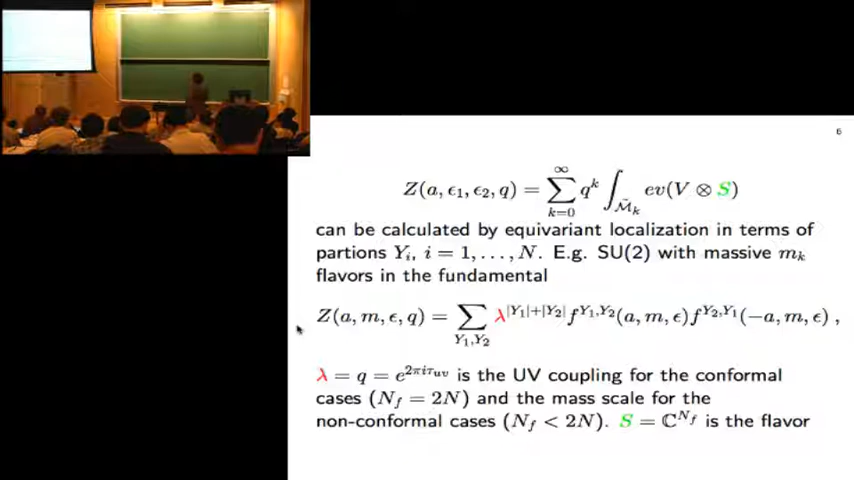 6
Z(a, ϵ₁, ϵ₂, q) = ∑_{k=0}^{∞} q^k ∫_{M̃_k} ev(V ⊗ S)
can be calculated by equivariant localization in terms of
partions Y_i, i = 1, . . . , N. E.g. SU(2) with massive m_k
flavors in the fundamental
Z(a, m, ϵ, q) = ∑_{Y₁,Y₂} λ^{|Y₁|+|Y₂|} f^{Y₁,Y₂}(a, m, ϵ) f^{Y₂,Y₁}(−a, m, ϵ) ,
λ = q = e^{2πiτ_{uv}} is the UV coupling for the conformal
cases (N_f = 2N) and the mass scale for the
non-conformal cases (N_f < 2N). S = ℂ^{N_f} is the flavor